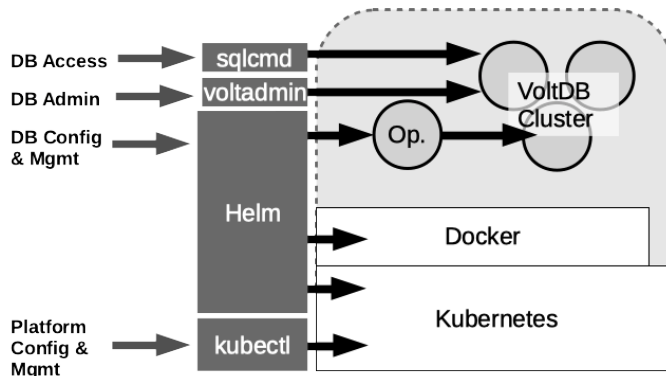 DB Access
sqlcmd
DB Admin
voltadmin
VoltDB
Cluster
DB Config
& Mgmt
Op.
Helm
Docker
Kubernetes
Platform
Config &
Mgmt
kubectl